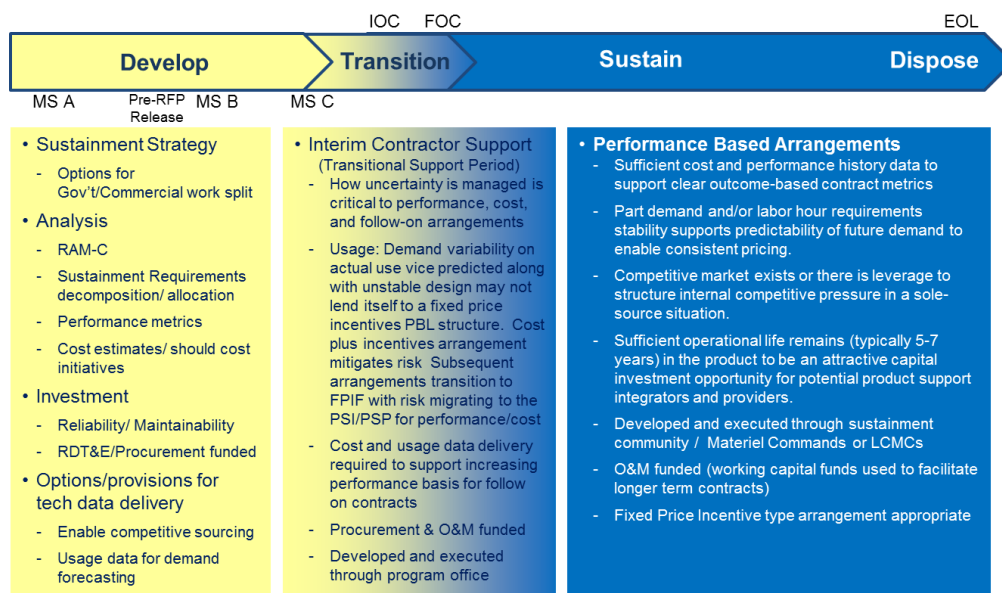 IOC FOC EOL
Develop Transition Sustain Dispose
MS A Pre-RFP Release MS B MS C
• Sustainment Strategy
- Options for
Gov't/Commercial work split
• Analysis
- RAM-C
- Sustainment Requirements
decomposition/ allocation
- Performance metrics
- Cost estimates/ should cost
initiatives
• Investment
- Reliability/ Maintainability
- RDT&E/Procurement funded
• Options/provisions for
tech data delivery
- Enable competitive sourcing
- Usage data for demand
forecasting
• Interim Contractor Support
(Transitional Support Period)
- How uncertainty is managed is
critical to performance, cost,
and follow-on arrangements
- Usage: Demand variability on
actual use vice predicted along
with unstable design may not
lend itself to a fixed price
incentives PBL structure. Cost
plus incentives arrangement
mitigates risk Subsequent
arrangements transition to
FPIF with risk migrating to the
PSI/PSP for performance/cost
- Cost and usage data delivery
required to support increasing
performance basis for follow
on contracts
- Procurement & O&M funded
- Developed and executed
through program office
• Performance Based Arrangements
- Sufficient cost and performance history data to
support clear outcome-based contract metrics
- Part demand and/or labor hour requirements
stability supports predictability of future demand to
enable consistent pricing.
- Competitive market exists or there is leverage to
structure internal competitive pressure in a sole-
source situation.
- Sufficient operational life remains (typically 5-7
years) in the product to be an attractive capital
investment opportunity for potential product support
integrators and providers.
- Developed and executed through sustainment
community / Materiel Commands or LCMCs
- O&M funded (working capital funds used to facilitate
longer term contracts)
- Fixed Price Incentive type arrangement appropriate